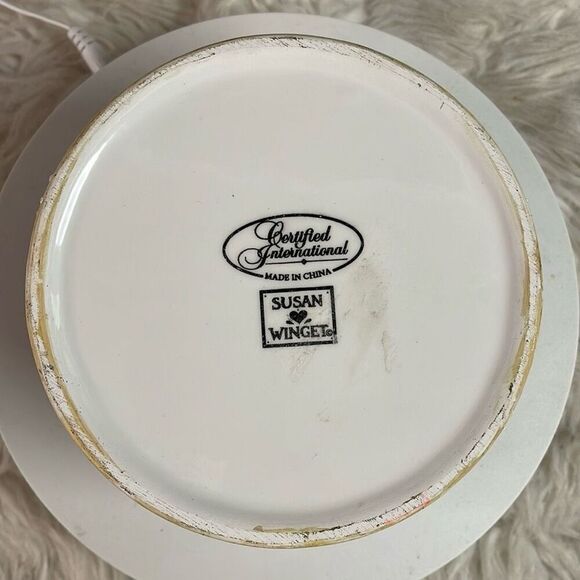 Certified
International
MADE IN CHINA
SUSAN
WINGET©